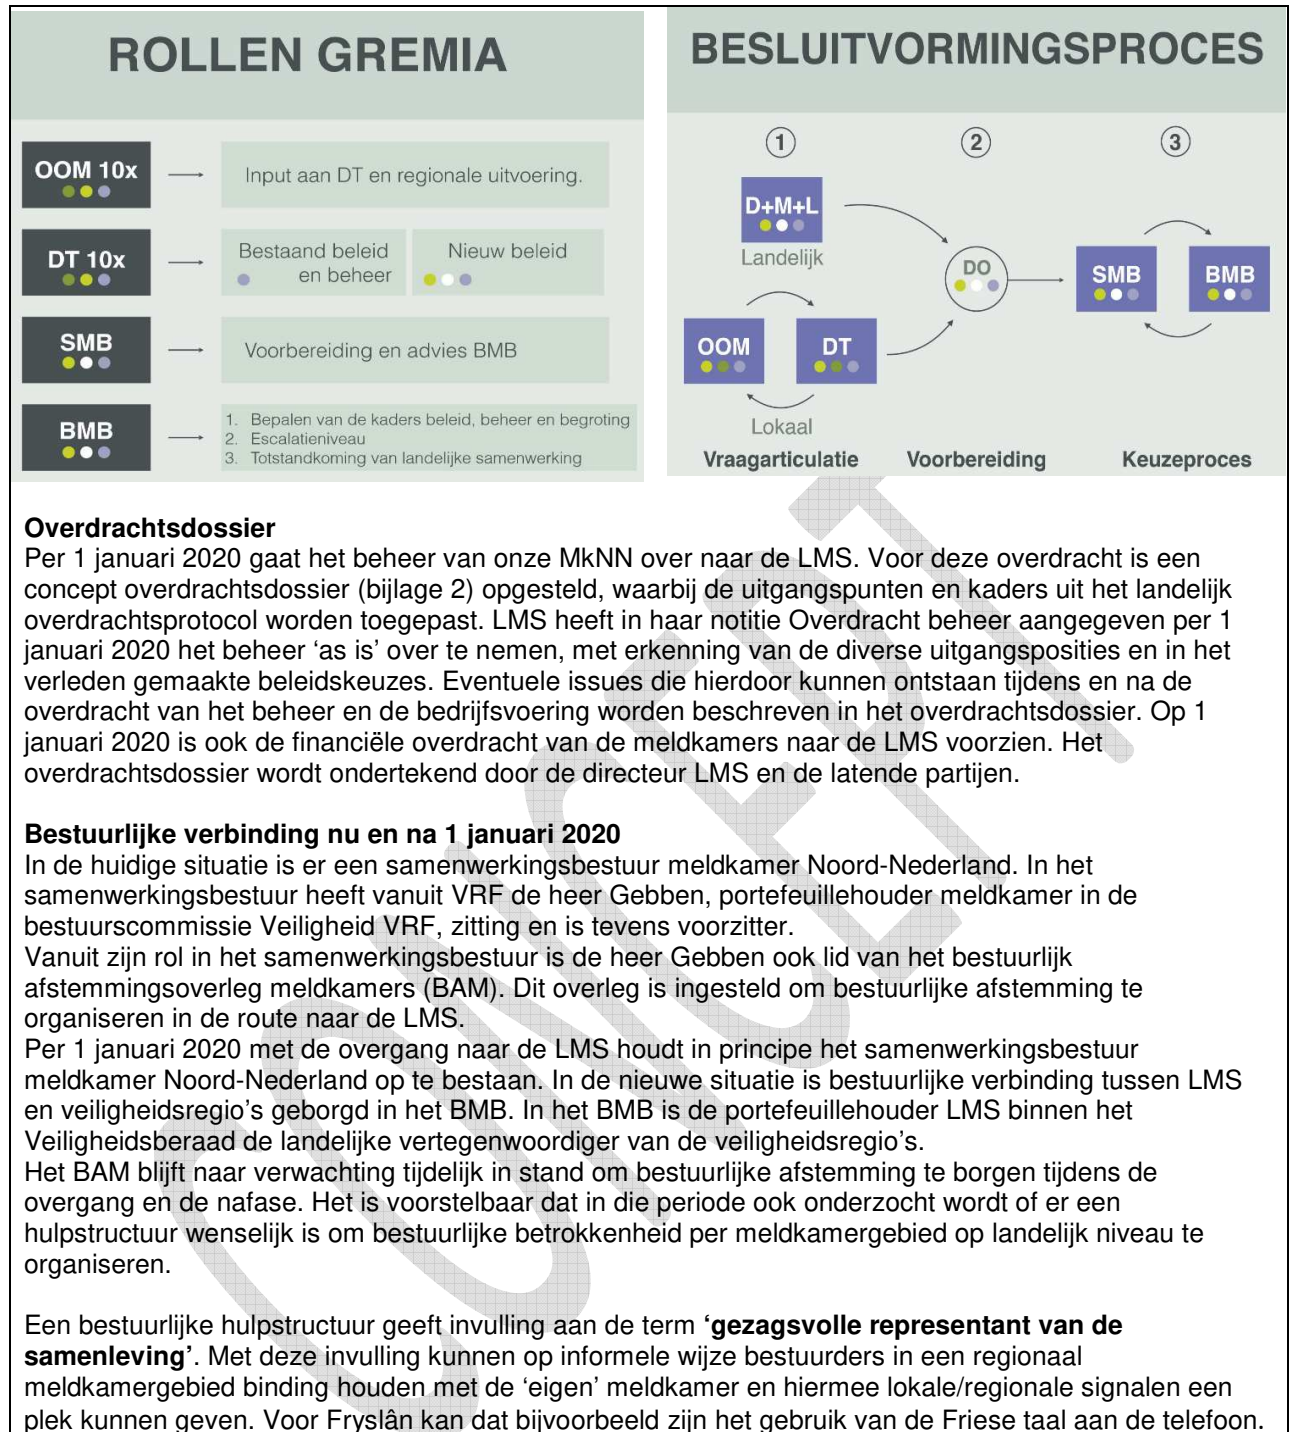 ROLLEN GREMIA
OOM 10x
Input aan DT en regionale uitvoering.
DT 10x
Bestaand beleid
en beheer
Nieuw beleid
SMB
Voorbereiding en advies BMB
BMB
1. Bepalen van de kaders beleid, beheer en begroting
2. Escalatieniveau
3. Totstandkoming van landelijke samenwerking
BESLUITVORMINGSPROCES
1
2
3
D+M+L
Landelijk
DO
SMB
BMB
OOM
DT
Lokaal
Vraagarticulatie
Voorbereiding
Keuzeproces
Overdrachtsdossier
Per 1 januari 2020 gaat het beheer van onze MkNN over naar de LMS. Voor deze overdracht is een
concept overdrachtsdossier (bijlage 2) opgesteld, waarbij de uitgangspunten en kaders uit het landelijk
overdrachtsprotocol worden toegepast. LMS heeft in haar notitie Overdracht beheer aangegeven per 1
januari 2020 het beheer ‘as is’ over te nemen, met erkenning van de diverse uitgangsposities en in het
verleden gemaakte beleidskeuzes. Eventuele issues die hierdoor kunnen ontstaan tijdens en na de
overdracht van het beheer en de bedrijfsvoering worden beschreven in het overdrachtsdossier. Op 1
januari 2020 is ook de financiële overdracht van de meldkamers naar de LMS voorzien. Het
overdrachtsdossier wordt ondertekend door de directeur LMS en de latende partijen.
Bestuurlijke verbinding nu en na 1 januari 2020
In de huidige situatie is er een samenwerkingsbestuur meldkamer Noord-Nederland. In het
samenwerkingsbestuur heeft vanuit VRF de heer Gebben, portefeuillehouder meldkamer in de
bestuurscommissie Veiligheid VRF, zitting en is tevens voorzitter.
Vanuit zijn rol in het samenwerkingsbestuur is de heer Gebben ook lid van het bestuurlijk
afstemmingsoverleg meldkamers (BAM). Dit overleg is ingesteld om bestuurlijke afstemming te
organiseren in de route naar de LMS.
Per 1 januari 2020 met de overgang naar de LMS houdt in principe het samenwerkingsbestuur
meldkamer Noord-Nederland op te bestaan. In de nieuwe situatie is bestuurlijke verbinding tussen LMS
en veiligheidsregio’s geborgd in het BMB. In het BMB is de portefeuillehouder LMS binnen het
Veiligheidsberaad de landelijke vertegenwoordiger van de veiligheidsregio’s.
Het BAM blijft naar verwachting tijdelijk in stand om bestuurlijke afstemming te borgen tijdens de
overgang en de nafase. Het is voorstelbaar dat in die periode ook onderzocht wordt of er een
hulpstructuur wenselijk is om bestuurlijke betrokkenheid per meldkamergebied op landelijk niveau te
organiseren.
Een bestuurlijke hulpstructuur geeft invulling aan de term ‘gezagsvolle representant van de
samenleving’. Met deze invulling kunnen op informele wijze bestuurders in een regionaal
meldkamergebied binding houden met de ‘eigen’ meldkamer en hiermee lokale/regionale signalen een
plek kunnen geven. Voor Fryslân kan dat bijvoorbeeld zijn het gebruik van de Friese taal aan de telefoon.
CONCEPT